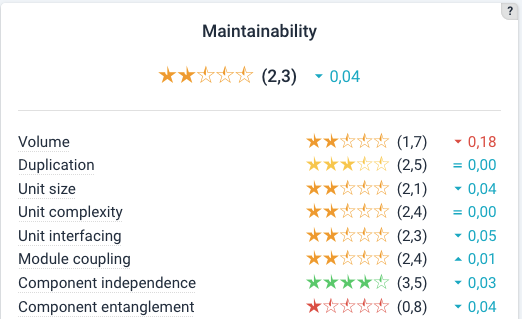 ?
Maintainability
(2,3) 0,04
Volume (1,7) 0,18
Duplication (2,5) = 0,00
Unit size (2,1) 0,04
Unit complexity (2,4) = 0,00
Unit interfacing (2,3) 0,05
Module coupling (2,4) 0,01
Component independence (3,5) 0,03
Component entanglement (0,8) 0,04